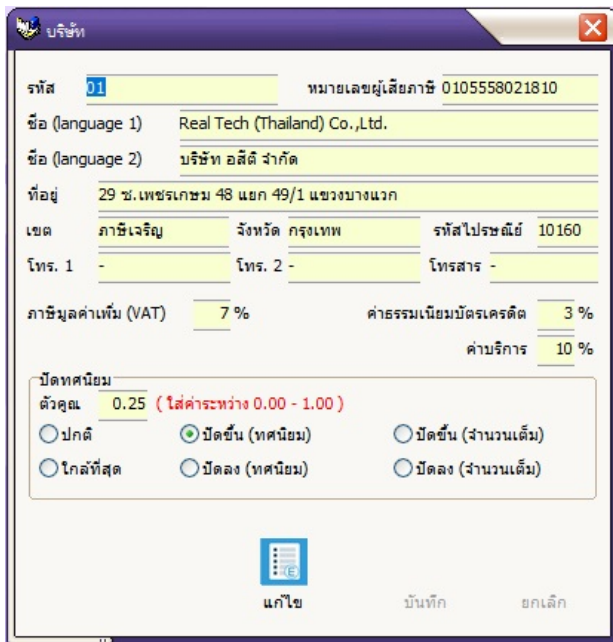 บริษัท
รหัส 01 หมายเลขผู้เสียภาษี 0105558021810
ชื่อ (language 1) Real Tech (Thailand) Co.,Ltd.
ชื่อ (language 2) บริษัท อสีติ จำกัด
ที่อยู่ 29 ซ.เพชรเกษม 48 แยก 49/1 แขวงบางแวก
เขต ภาษีเจริญ จังหวัด กรุงเทพ รหัสไปรษณีย์ 10160
โทร. 1 - โทร. 2 - โทรสาร -
ภาษีมูลค่าเพิ่ม (VAT) 7 % ค่าธรรมเนียมบัตรเครดิต 3 %
ค่าบริการ 10 %
ปัดทศนิยม
ตัวคูณ 0.25 ( ใส่ค่าระหว่าง 0.00 - 1.00 )
ปกติ ปัดขึ้น (ทศนิยม) ปัดขึ้น (จำนวนเต็ม)
ใกล้ที่สุด ปัดลง (ทศนิยม) ปัดลง (จำนวนเต็ม)
แก้ไข บันทึก ยกเลิก